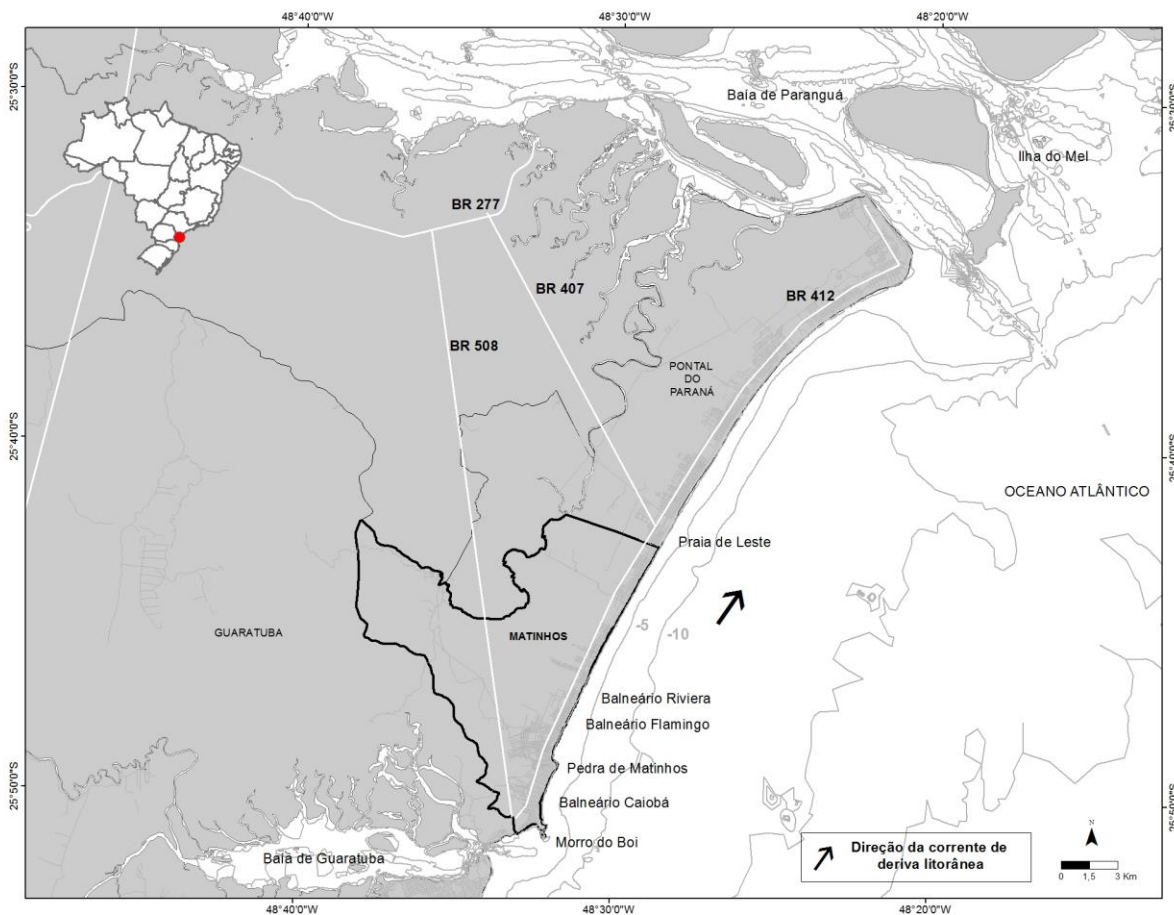 48°40'0"W
48°30'0"W
48°20'0"W
25°30'0"S
Baía de Paranguá
Ilha do Mel
BR 277
BR 407
BR 412
BR 508
PONTAL
DO
PARANÁ
25°40'0"S
25°40'0"S
OCEANO ATLÂNTICO
Praia de Leste
GUARATUBA
MATINHOS
-5
-10
Balneário Riviera
Balneário Flamingo
Pedra de Matinhos
25°50'0"S
Balneário Caiobá
Morro do Boi
Baía de Guaratuba
Direção da corrente de
deriva litorânea
N
0 1,5 3 Km
48°40'0"W
48°30'0"W
48°20'0"W